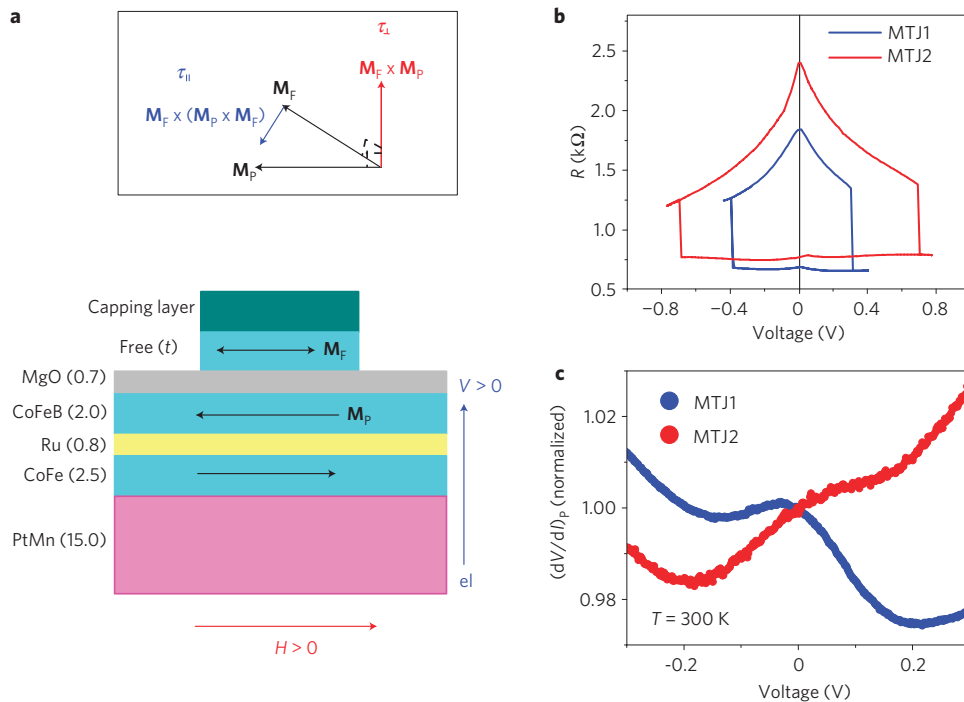 a
τ⊥
M_F x M_P
τ_II
M_F
M_F x (M_P x M_F)
M_P
Capping layer
Free (t)
M_F
MgO (0.7)
V > 0
CoFeB (2.0)
M_P
Ru (0.8)
CoFe (2.5)
PtMn (15.0)
el
H > 0
b
MTJ1
MTJ2
2.5
2.0
1.5
1.0
0.5
R (kΩ)
−0.8
−0.4
0
0.4
0.8
Voltage (V)
c
MTJ1
MTJ2
1.02
1.00
0.98
(dV/dI)_P (normalized)
T = 300 K
-0.2
0
0.2
Voltage (V)